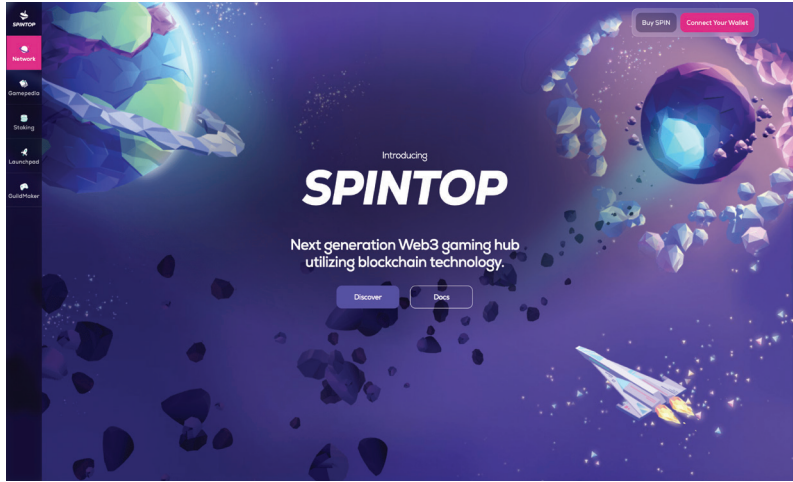 SPINTOP
Network
Gamepedia
Staking
Launchpad
GuildMaker
Buy SPIN
Connect Your Wallet
Introducing
SPINTOP
Next generation Web3 gaming hub
utilizing blockchain technology.
Discover
Docs